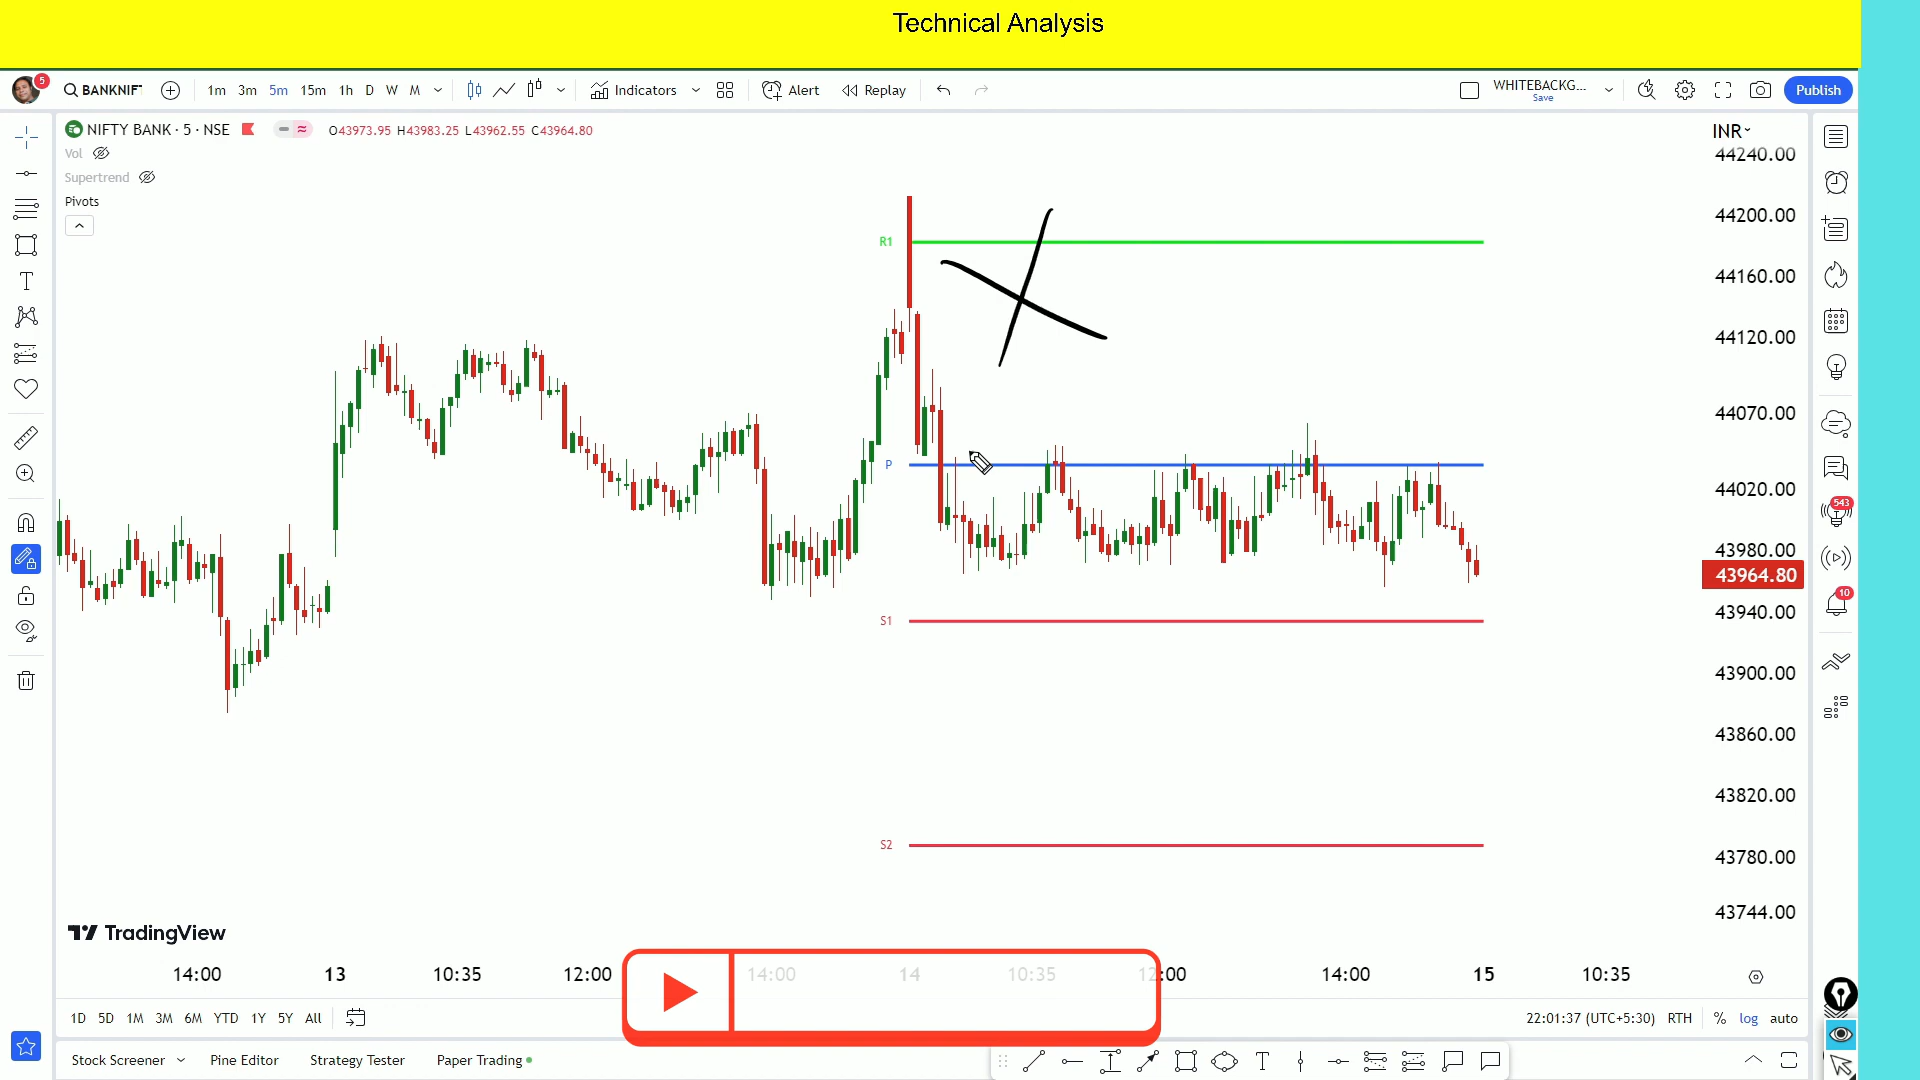 Technical Analysis
5
BANKNIFT 1m 3m 5m 15m 1h D W M Indicators Alert Replay WHITEBACKG... Save Publish
NIFTY BANK · 5 · NSE O43973.95 H43983.25 L43962.55 C43964.80
INR
Vol
44240.00
Supertrend
Pivots
44200.00
R1
44160.00
44120.00
44070.00
P
44020.00
543
43980.00
43964.80
10
43940.00
S1
43900.00
43860.00
43820.00
S2
43780.00
43744.00
TradingView
14:00 13 10:35 12:00 14:00 14 10:35 12:00 14:00 15 10:35
1D 5D 1M 3M 6M YTD 1Y 5Y All 22:01:37 (UTC+5:30) RTH % log auto
Stock Screener Pine Editor Strategy Tester Paper Trading